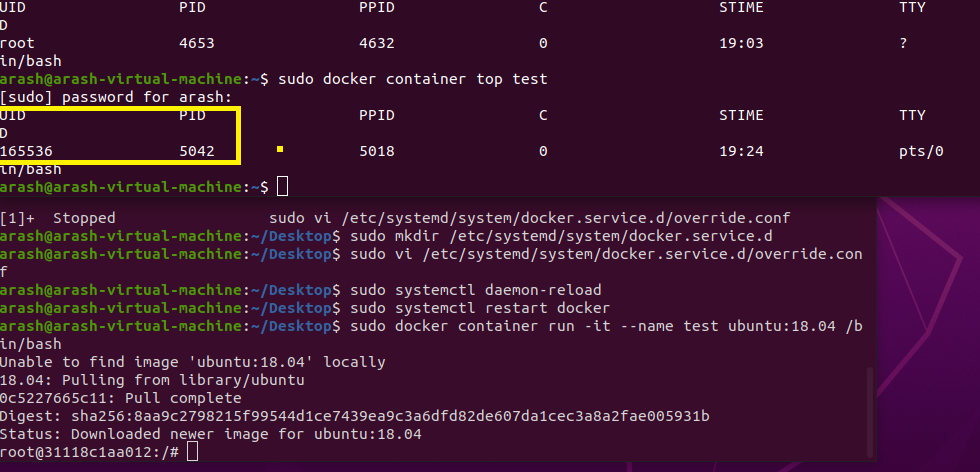 UID PID PPID C STIME TTY
D
root 4653 4632 0 19:03 ?
in/bash
arash@arash-virtual-machine:~$ sudo docker container top test
[sudo] password for arash:
UID PID PPID C STIME TTY
D
165536 5042 5018 0 19:24 pts/0
in/bash
arash@arash-virtual-machine:~$
[1]+ Stopped sudo vi /etc/systemd/system/docker.service.d/override.conf
arash@arash-virtual-machine:~/Desktop$ sudo mkdir /etc/systemd/system/docker.service.d
arash@arash-virtual-machine:~/Desktop$ sudo vi /etc/systemd/system/docker.service.d/override.con
f
arash@arash-virtual-machine:~/Desktop$ sudo systemctl daemon-reload
arash@arash-virtual-machine:~/Desktop$ sudo systemctl restart docker
arash@arash-virtual-machine:~/Desktop$ sudo docker container run -it --name test ubuntu:18.04 /b
in/bash
Unable to find image 'ubuntu:18.04' locally
18.04: Pulling from library/ubuntu
0c5227665c11: Pull complete
Digest: sha256:8aa9c2798215f99544d1ce7439ea9c3a6dfd82de607da1cec3a8a2fae005931b
Status: Downloaded newer image for ubuntu:18.04
root@31118c1aa012:/#